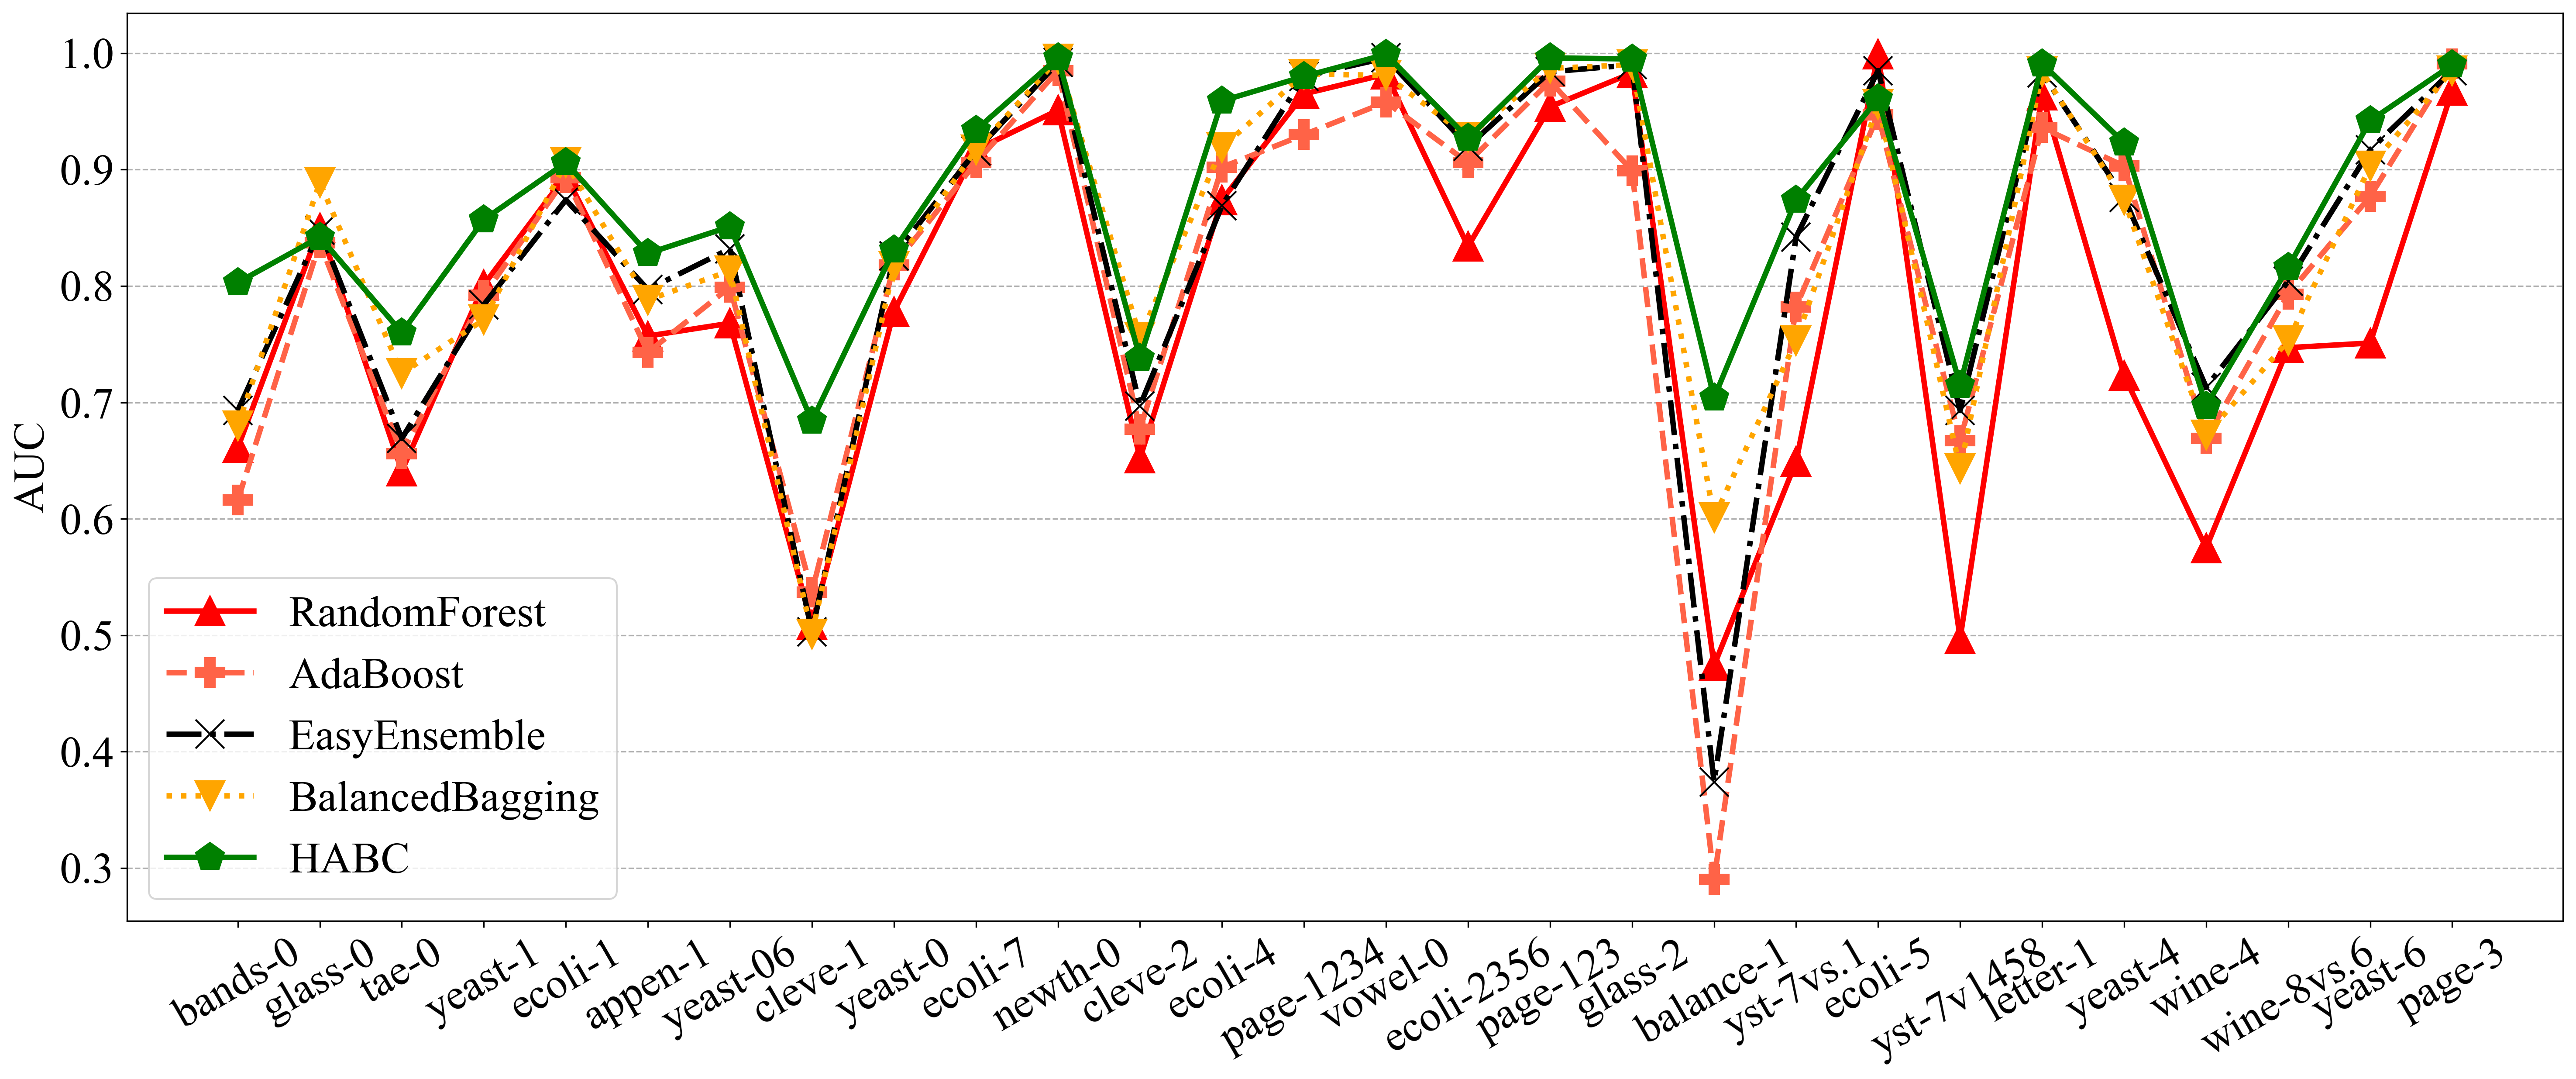 1.0
0.9
0.8
0.7
0.6
0.5
0.4
0.3
AUC
RandomForest
AdaBoost
EasyEnsemble
BalancedBagging
HABC
bands-0
glass-0
tae-0
yeast-1
ecoli-1
appen-1
yeast-06
cleve-1
yeast-0
ecoli-7
newth-0
cleve-2
ecoli-4
page-1234
vowel-0
ecoli-2356
page-123
glass-2
balance-1
yst-7vs.1
ecoli-5
yst-7v1458
letter-1
yeast-4
wine-4
wine-8vs.6
yeast-6
page-3